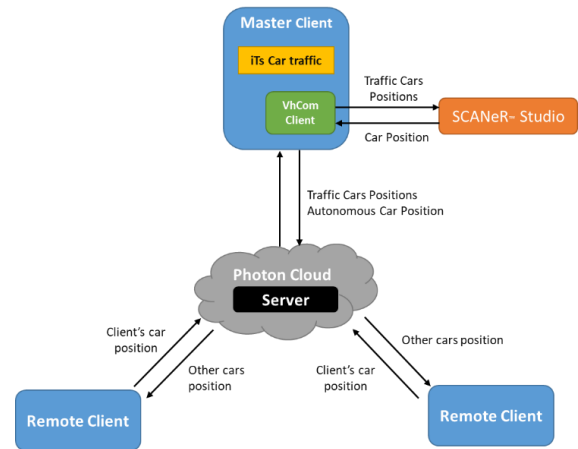 Master Client
iTs Car traffic
VhCom
Client
Traffic Cars
Positions
Car Position
SCANeR- Studio
Traffic Cars Positions
Autonomous Car Position
Photon Cloud
Server
Client's car
position
Other cars
position
Other cars position
Client's car
position
Remote Client
Remote Client